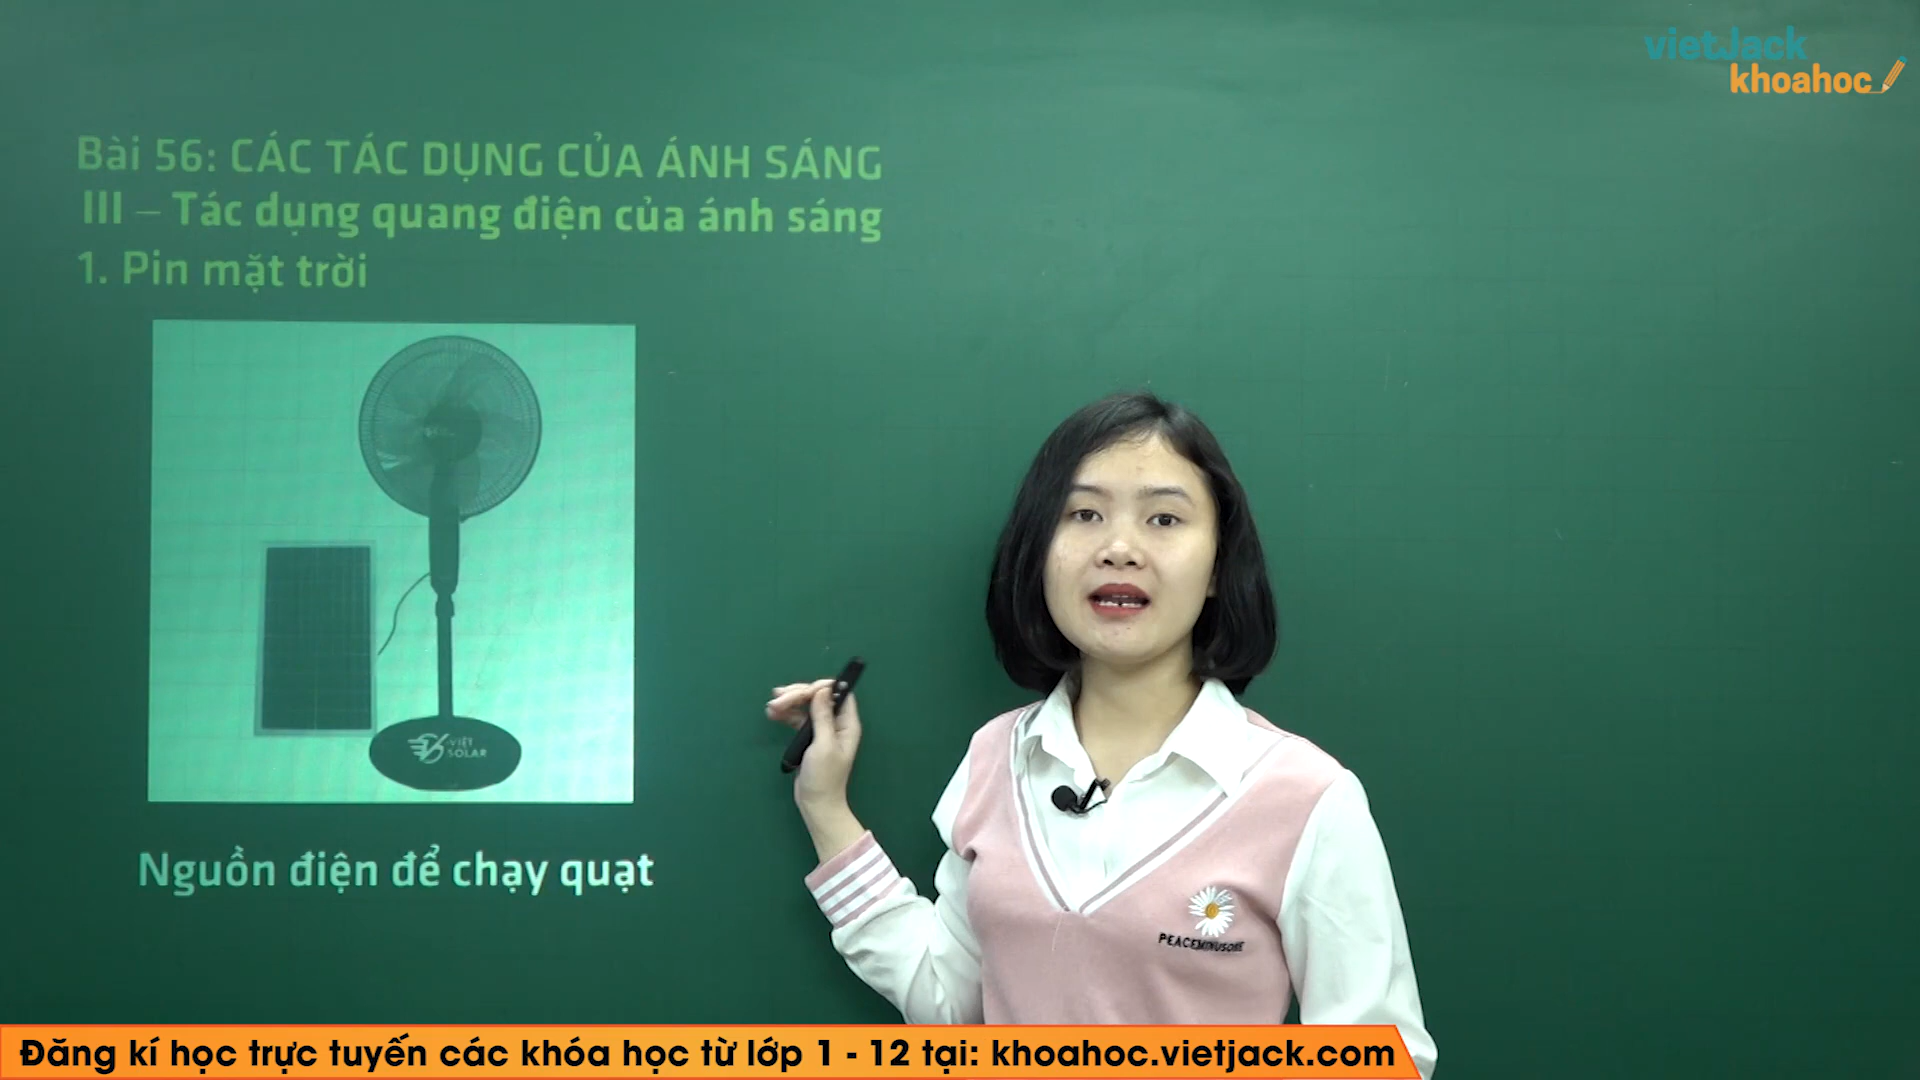 vietJack
khoahoc
Bài 56: CÁC TÁC DỤNG CỦA ÁNH SÁNG
III – Tác dụng quang điện của ánh sáng
1. Pin mặt trời
VIỆT
SOLAR
Nguồn điện để chạy quạt
PEACEMINUSONE
Đăng kí học trực tuyến các khóa học từ lớp 1 - 12 tại: khoahoc.vietjack.com